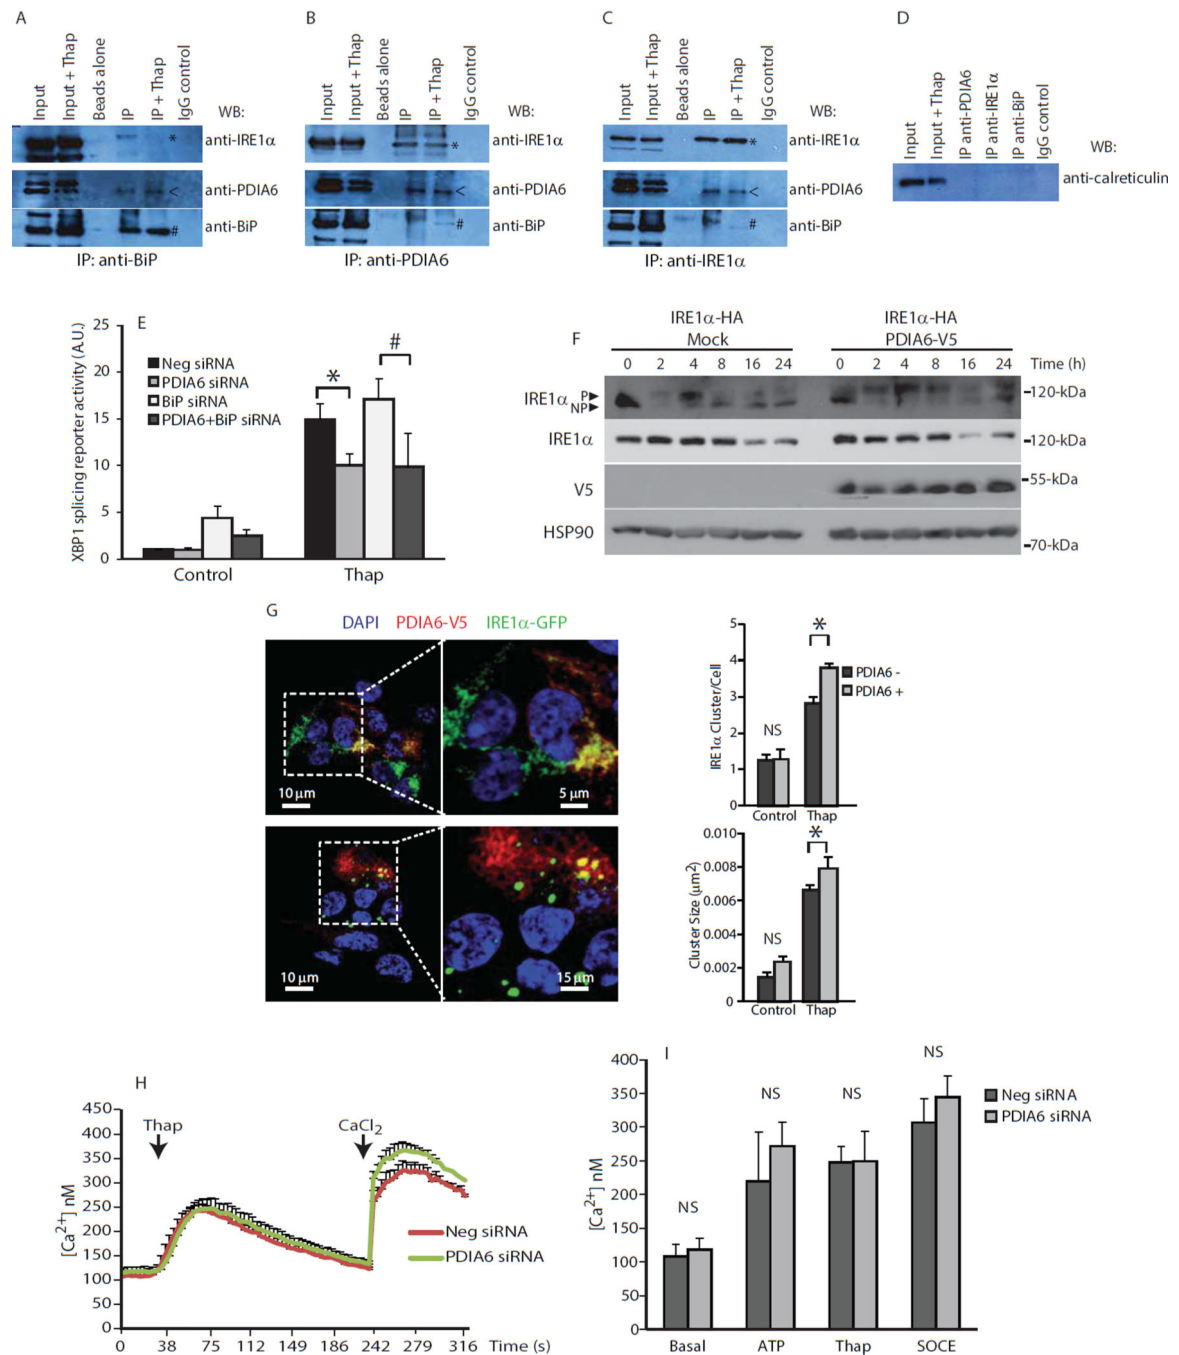 A
Input
Input + Thap
Beads alone
IP
IP + Thap
IgG control
WB:
anti-IRE1α
*
anti-PDIA6
<
anti-BiP
#
IP: anti-BiP
B
Input
Input + Thap
Beads alone
IP
IP + Thap
IgG control
WB:
anti-IRE1α
*
anti-PDIA6
<
anti-BiP
#
IP: anti-PDIA6
C
Input
Input + Thap
Beads alone
IP
IP + Thap
IgG control
WB:
anti-IRE1α
*
anti-PDIA6
<
anti-BiP
#
IP: anti-IRE1α
D
Input
Input + Thap
IP anti-PDIA6
IP anti-IRE1α
IP anti-BiP
IgG control
WB:
anti-calreticulin
E
XBP1 splicing reporter activity (A.U.)
25
20
15
10
5
0
Neg siRNA
PDIA6 siRNA
BiP siRNA
PDIA6+BiP siRNA
*
#
Control
Thap
F
IRE1α-HA
Mock
IRE1α-HA
PDIA6-V5
0 2 4 8 16 24
0 2 4 8 16 24
Time (h)
IRE1α P
NP
120-kDa
IRE1α
120-kDa
V5
55-kDa
HSP90
70-kDa
G
DAPI PDIA6-V5 IRE1α-GFP
10 μm
5 μm
10 μm
15 μm
IRE1α Cluster/Cell
5
4
3
2
1
0
NS
*
PDIA6 -
PDIA6 +
Control Thap
Cluster Size (μm²)
0.010
0.008
0.006
0.004
0.002
0
NS
*
Control Thap
H
[Ca²⁺] nM
450
400
350
300
250
200
150
100
50
0
Thap
CaCl₂
Neg siRNA
PDIA6 siRNA
0 38 75 112 149 186 242 279 316 Time (s)
I
[Ca²⁺] nM
400
350
300
250
200
150
100
50
0
NS
NS
NS
NS
Neg siRNA
PDIA6 siRNA
Basal ATP Thap SOCE